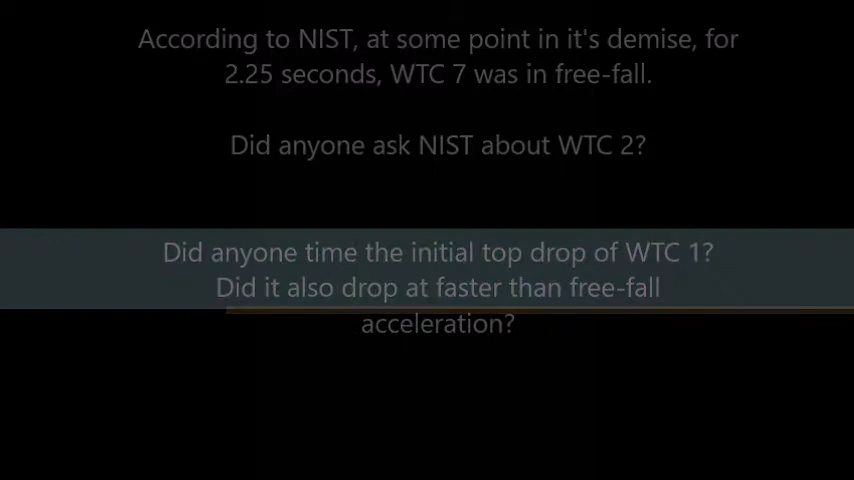 According to NIST, at some point in it's demise, for
2.25 seconds, WTC 7 was in free-fall.
Did anyone ask NIST about WTC 2?
Did anyone time the initial top drop of WTC 1?
Did it also drop at faster than free-fall
acceleration?